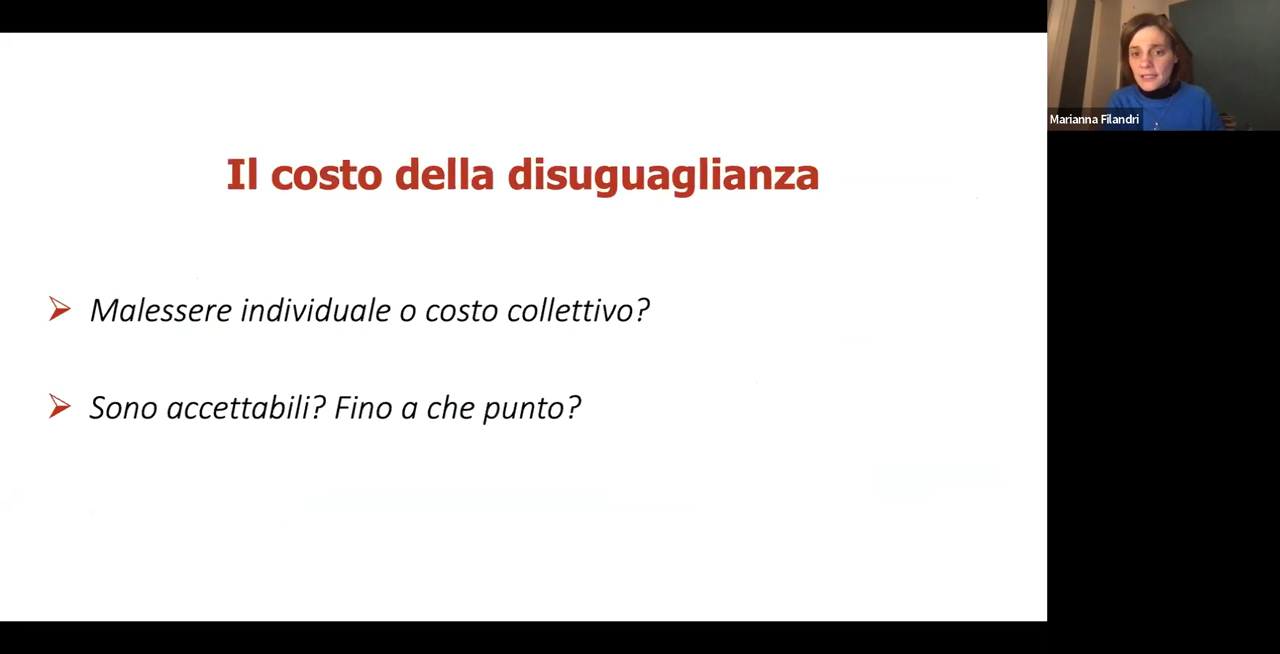 Il costo della disuguaglianza
Malessere individuale o costo collettivo?
Sono accettabili? Fino a che punto?
Marianna Filandri